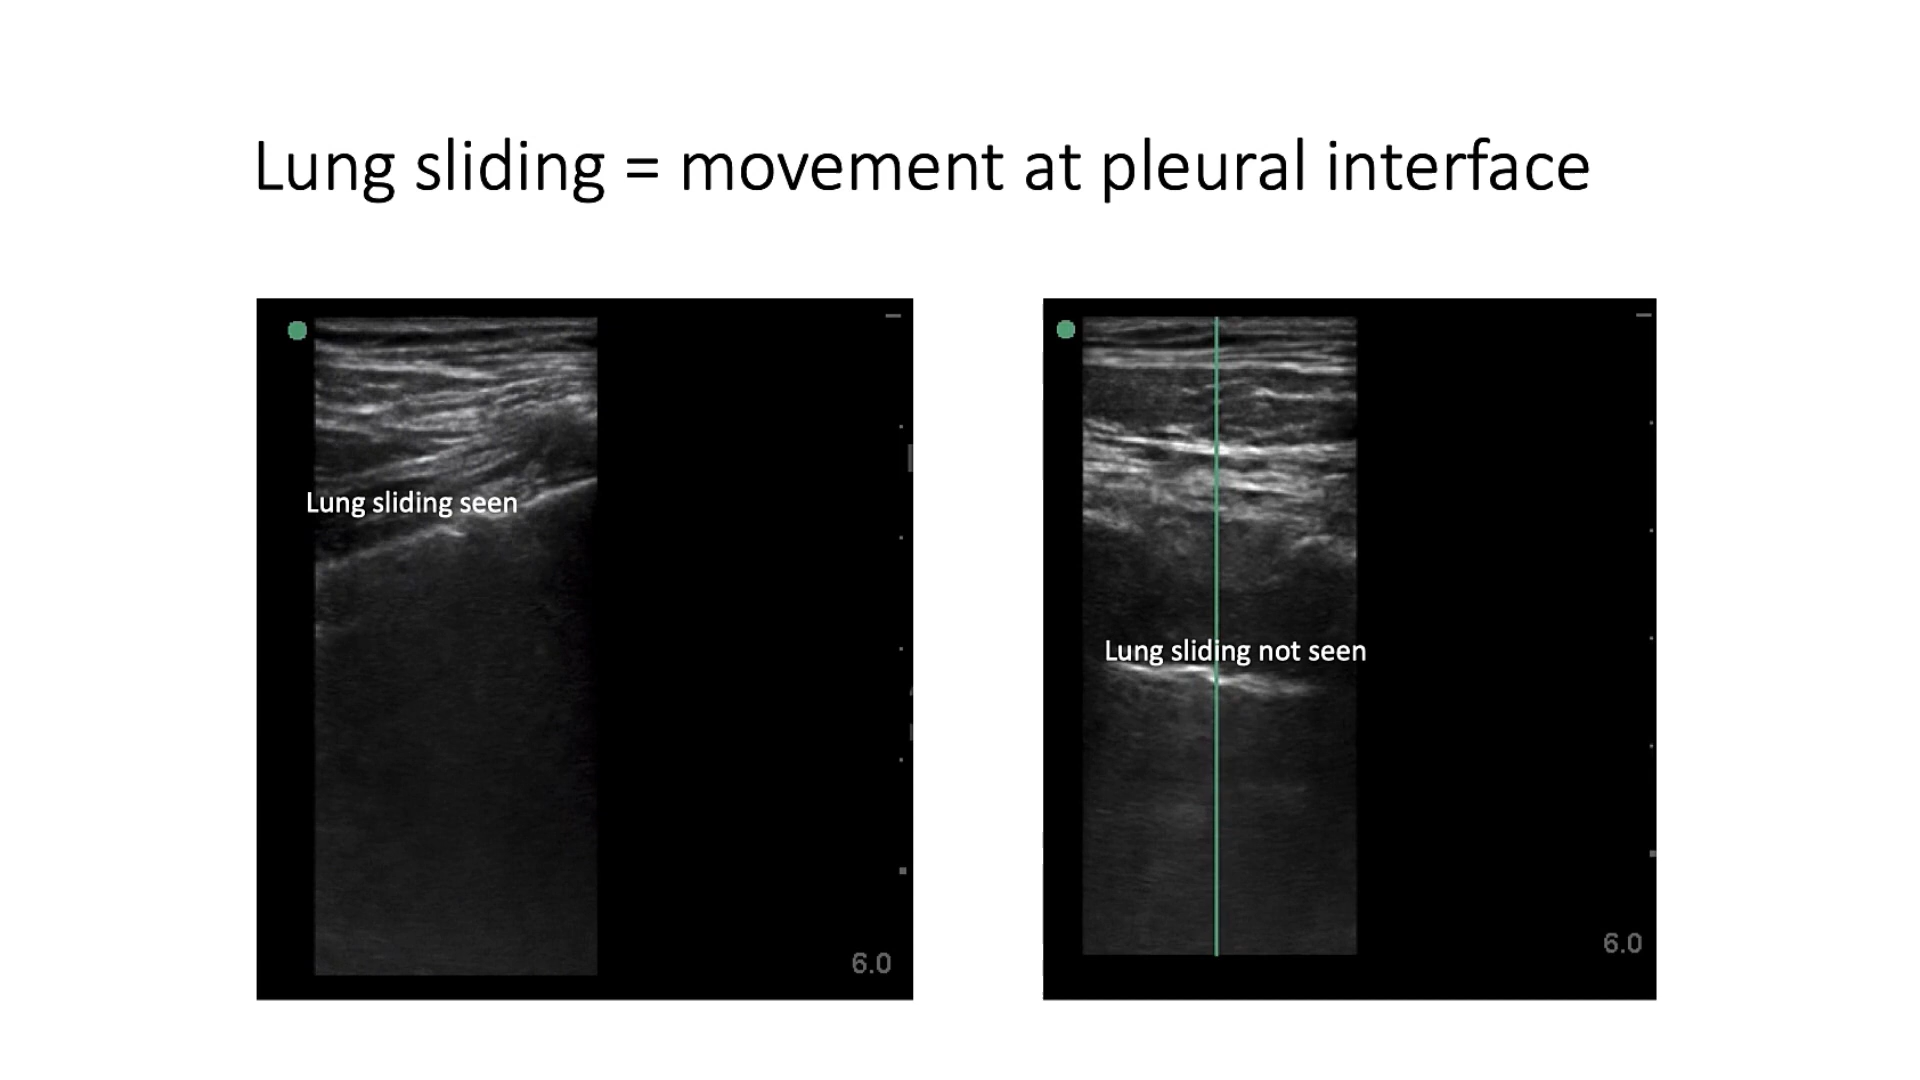 Lung sliding = movement at pleural interface
Lung sliding seen
6.0
Lung sliding not seen
6.0